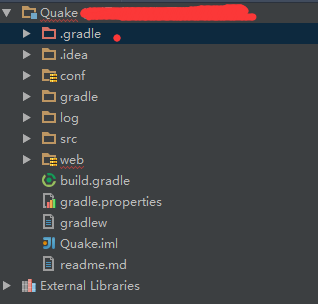 Quake
.gradle
.idea
conf
gradle
log
src
web
build.gradle
gradle.properties
gradlew
Quake.iml
readme.md
External Libraries